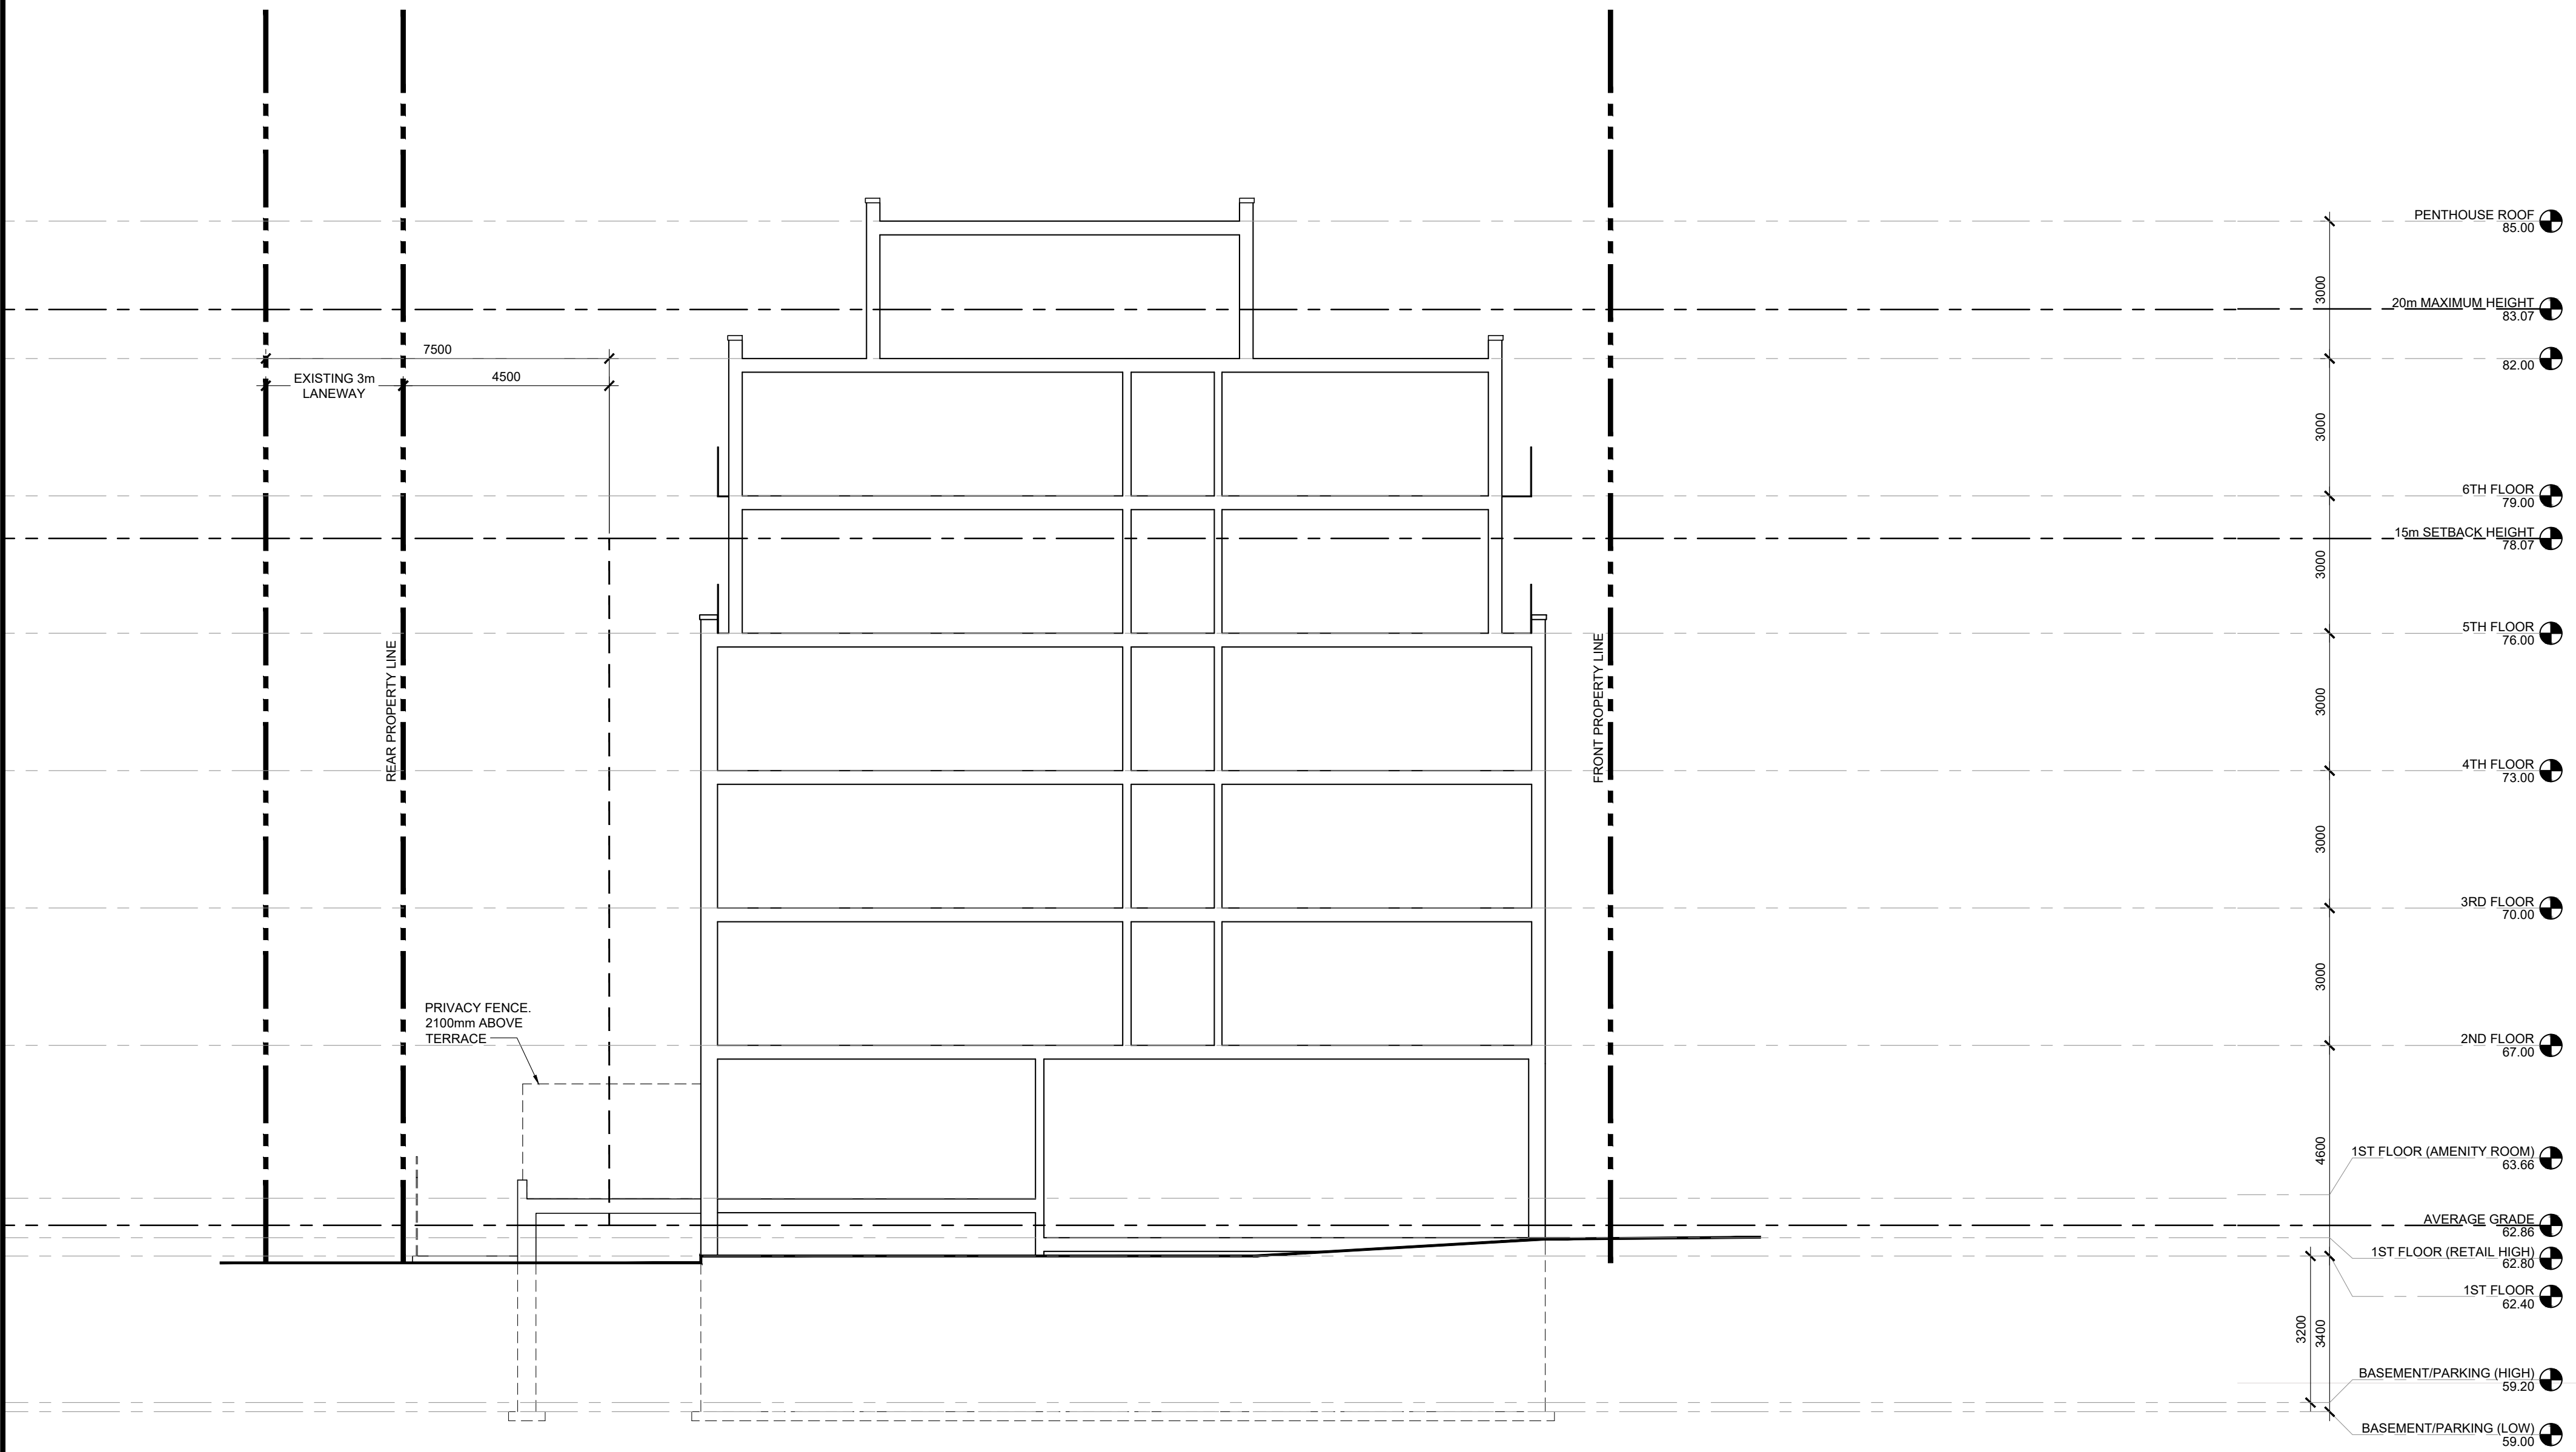 PENTHOUSE ROOF
85.00
3000
20m MAXIMUM HEIGHT
83.07
7500
82.00
EXISTING 3m
LANEWAY
4500
3000
6TH FLOOR
79.00
15m SETBACK HEIGHT
78.07
3000
5TH FLOOR
76.00
REAR PROPERTY LINE
FRONT PROPERTY LINE
3000
4TH FLOOR
73.00
3000
3RD FLOOR
70.00
3000
PRIVACY FENCE.
2100mm ABOVE
TERRACE
2ND FLOOR
67.00
4600
1ST FLOOR (AMENITY ROOM)
63.66
AVERAGE GRADE
62.86
1ST FLOOR (RETAIL HIGH)
62.80
1ST FLOOR
62.40
3200
3400
BASEMENT/PARKING (HIGH)
59.20
BASEMENT/PARKING (LOW)
59.00